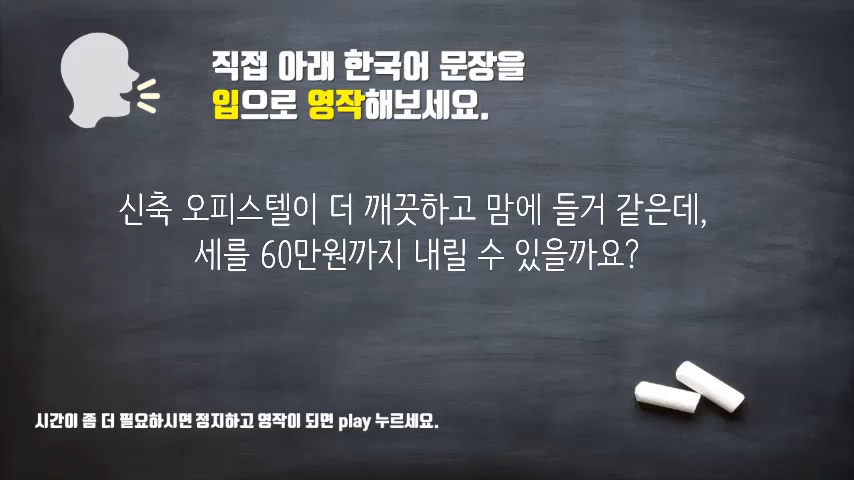 직접 아래 한국어 문장을
입으로 영작해보세요.
신축 오피스텔이 더 깨끗하고 맘에 들거 같은데,
세를 60만원까지 내릴 수 있을까요?
시간이 좀 더 필요하시면 정지하고 영작이 되면 play 누르세요.